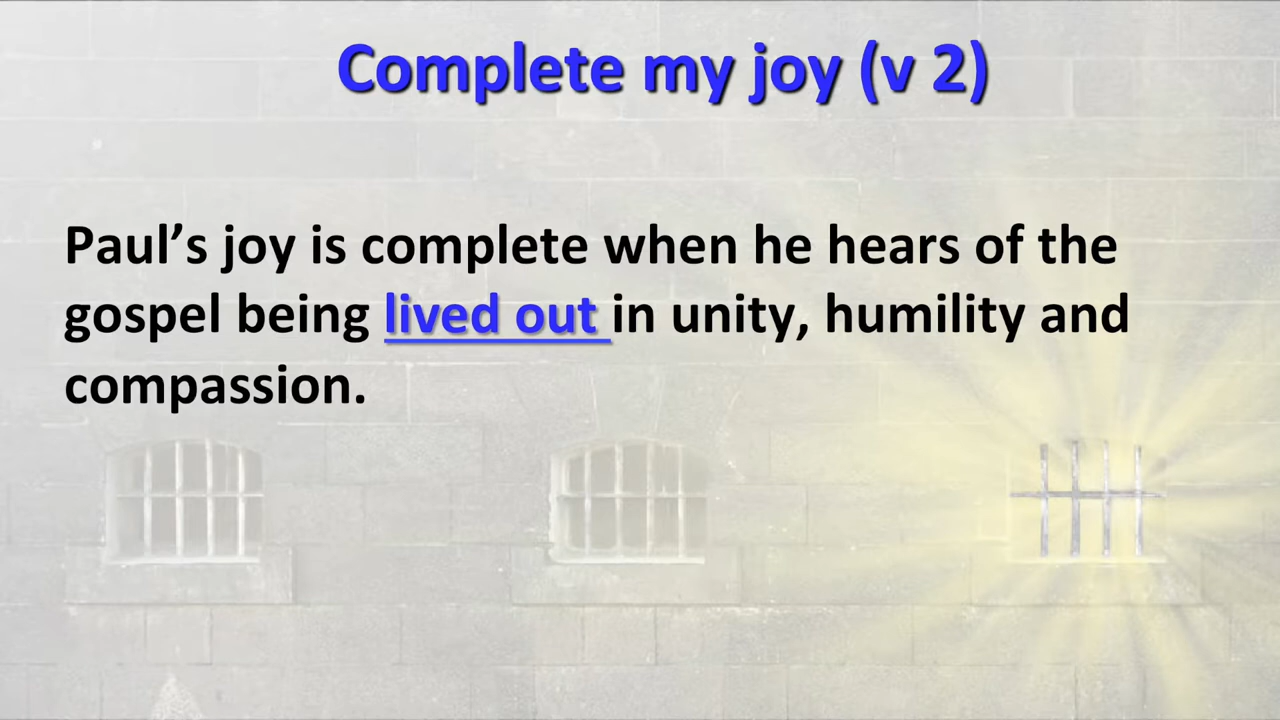 Complete my joy (v 2)
Paul’s joy is complete when he hears of the
gospel being lived out in unity, humility and
compassion.